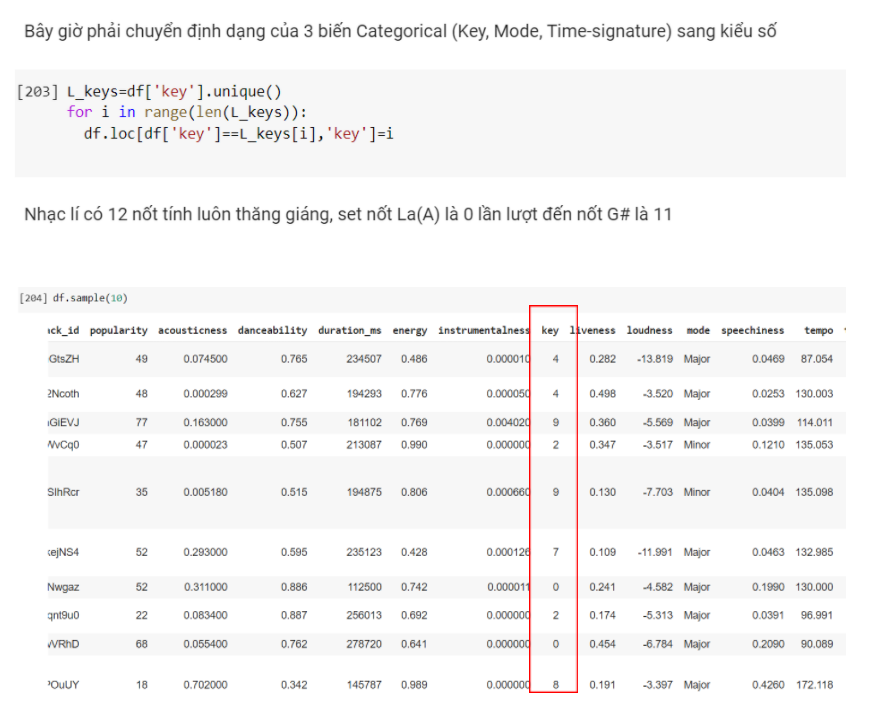 Bây giờ phải chuyển định dạng của 3 biến Categorical (Key, Mode, Time-signature) sang kiểu số
[203] L_keys=df['key'].unique()
for i in range(len(L_keys)):
df.loc[df['key']==L_keys[i],'key']=i
Nhạc lí có 12 nốt tính luôn thăng giáng, set nốt La(A) là 0 lần lượt đến nốt G# là 11
[204] df.sample(10)
ack_id popularity acousticness danceability duration_ms energy instrumentalness key liveness loudness mode speechiness tempo
GtsZH 49 0.074500 0.765 234507 0.486 0.000010 4 0.282 -13.819 Major 0.0469 87.054
2Ncoth 48 0.000299 0.627 194293 0.776 0.000050 4 0.498 -3.520 Major 0.0253 130.003
GIEVJ 77 0.163000 0.755 181102 0.769 0.004020 9 0.360 -5.569 Major 0.0399 114.011
WvCq0 47 0.000023 0.507 213087 0.990 0.000000 2 0.347 -3.517 Minor 0.1210 135.053
SIhRcr 35 0.005180 0.515 194875 0.806 0.000660 9 0.130 -7.703 Minor 0.0404 135.098
ejNS4 52 0.293000 0.595 235123 0.428 0.000126 7 0.109 -11.991 Major 0.0463 132.985
Nwgaz 52 0.311000 0.886 112500 0.742 0.000011 0 0.241 -4.582 Major 0.1990 130.000
qnt9u0 22 0.083400 0.887 256013 0.692 0.000000 2 0.174 -5.313 Major 0.0391 96.991
VRhD 68 0.055400 0.762 278720 0.641 0.000000 0 0.454 -6.784 Major 0.2090 90.089
OuUY 18 0.702000 0.342 145787 0.989 0.000000 8 0.191 -3.397 Major 0.4260 172.118